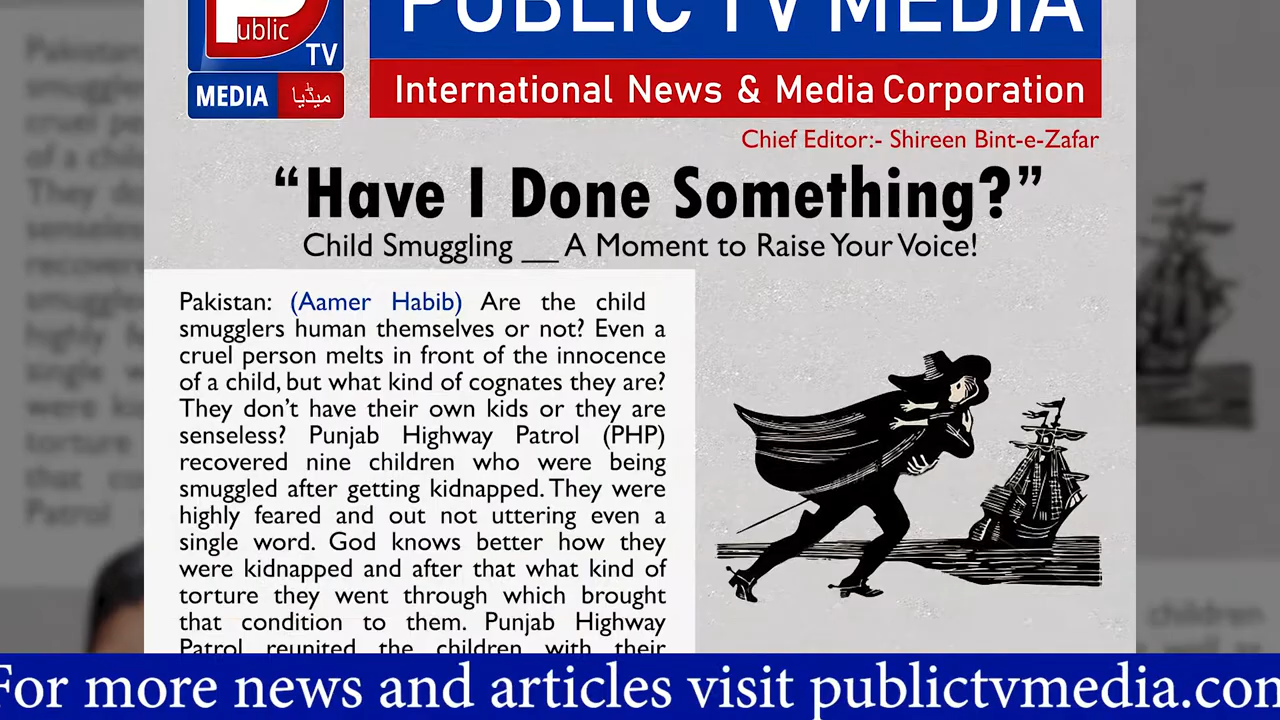 Public
TV
MEDIA میڈیا
PUBLIC TV MEDIA
International News & Media Corporation
Chief Editor:- Shireen Bint-e-Zafar
“Have I Done Something?”
Child Smuggling __ A Moment to Raise Your Voice!
Pakistan: (Aamer Habib) Are the child
smugglers human themselves or not? Even a
cruel person melts in front of the innocence
of a child, but what kind of cognates they are?
They don’t have their own kids or they are
senseless? Punjab Highway Patrol (PHP)
recovered nine children who were being
smuggled after getting kidnapped. They were
highly feared and out not uttering even a
single word. God knows better how they
were kidnapped and after that what kind of
torture they went through which brought
that condition to them. Punjab Highway
Patrol reunited the children with their
For more news and articles visit publictvmedia.com